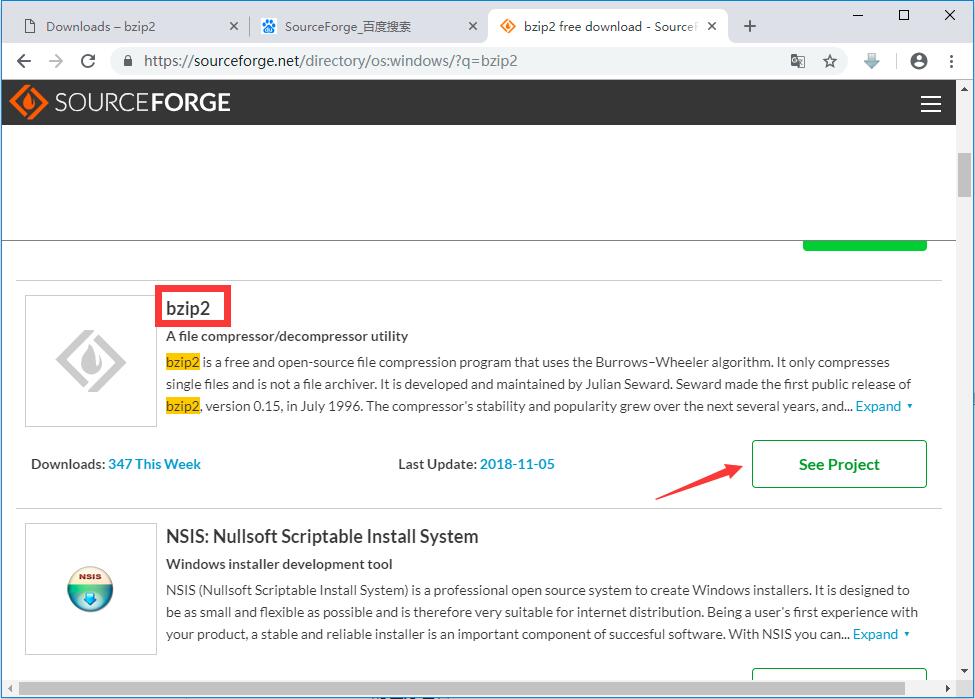 Downloads – bzip2
SourceForge_百度搜索
bzip2 free download - Source
https://sourceforge.net/directory/os:windows/?q=bzip2
SOURCEFORGE
bzip2
A file compressor/decompressor utility
bzip2 is a free and open-source file compression program that uses the Burrows–Wheeler algorithm. It only compresses
single files and is not a file archiver. It is developed and maintained by Julian Seward. Seward made the first public release of
bzip2, version 0.15, in July 1996. The compressor's stability and popularity grew over the next several years, and... Expand
Downloads: 347 This Week
Last Update: 2018-11-05
See Project
NSIS
NSIS: Nullsoft Scriptable Install System
Windows installer development tool
NSIS (Nullsoft Scriptable Install System) is a professional open source system to create Windows installers. It is designed to
be as small and flexible as possible and is therefore very suitable for internet distribution. Being a user's first experience with
your product, a stable and reliable installer is an important component of succesful software. With NSIS you can... Expand